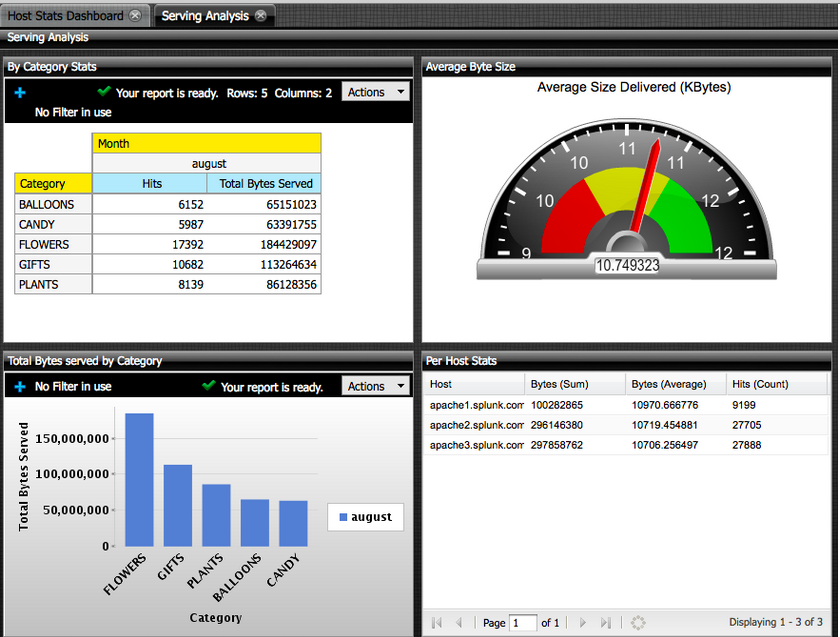 Host Stats Dashboard
Serving Analysis
Serving Analysis
By Category Stats
Your report is ready. Rows: 5 Columns: 2 Actions
No Filter in use
Month
august
Category Hits Total Bytes Served
BALLOONS 6152 65151023
CANDY 5987 63391755
FLOWERS 17392 184429097
GIFTS 10682 113264634
PLANTS 8139 86128356
Average Byte Size
Average Size Delivered (KBytes)
9 10 10 11 11 12 12
10.749323
Total Bytes served by Category
No Filter in use Your report is ready. Actions
Total Bytes Served
150,000,000
100,000,000
50,000,000
0
FLOWERS GIFTS PLANTS BALLOONS CANDY
Category
august
Per Host Stats
Host Bytes (Sum) Bytes (Average) Hits (Count)
apache1.splunk.com 100282865 10970.666776 9199
apache2.splunk.com 296146380 10719.454881 27705
apache3.splunk.com 297858762 10706.256497 27888
Page 1 of 1 Displaying 1 - 3 of 3